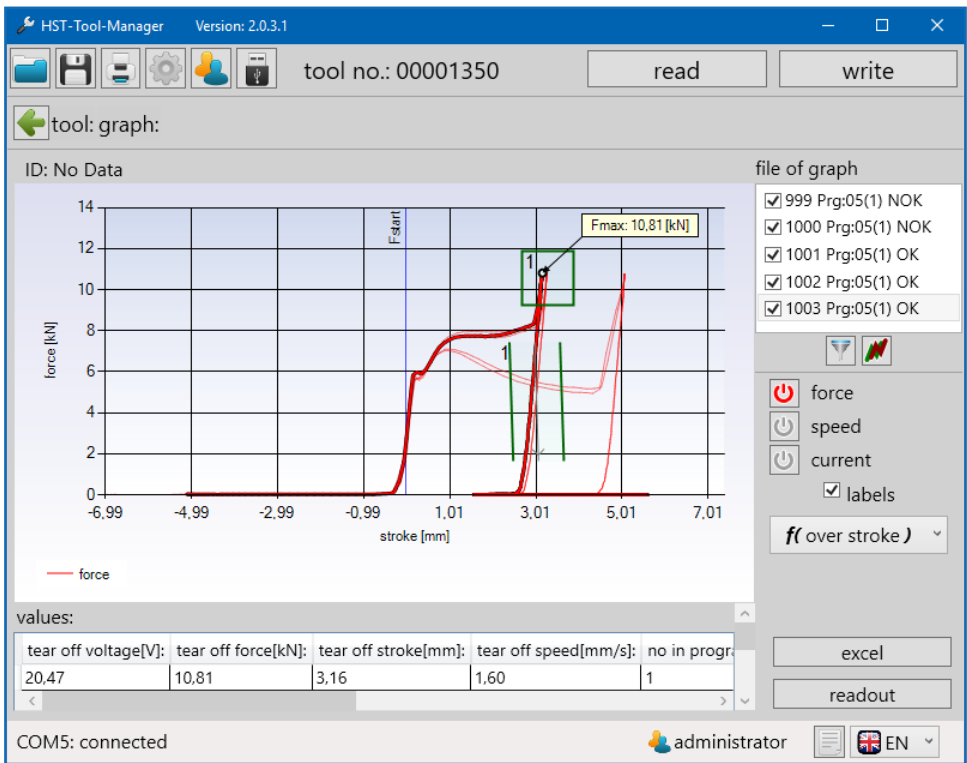 HST-Tool-Manager Version: 2.0.3.1
tool no.: 00001350 read write
tool: graph:
ID: No Data
file of graph
999 Prg:05(1) NOK
1000 Prg:05(1) NOK
1001 Prg:05(1) OK
1002 Prg:05(1) OK
1003 Prg:05(1) OK
14
12
10
8
6
4
2
0
force [kN]
Fstart
Fmax: 10,81 [kN]
1
1
-6,99 -4,99 -2,99 -0,99 1,01 3,01 5,01 7,01
stroke [mm]
force
force
speed
current
labels
f( over stroke )
values:
tear off voltage[V]: tear off force[kN]: tear off stroke[mm]: tear off speed[mm/s]: no in progra
20,47 10,81 3,16 1,60 1
excel
readout
COM5: connected administrator EN